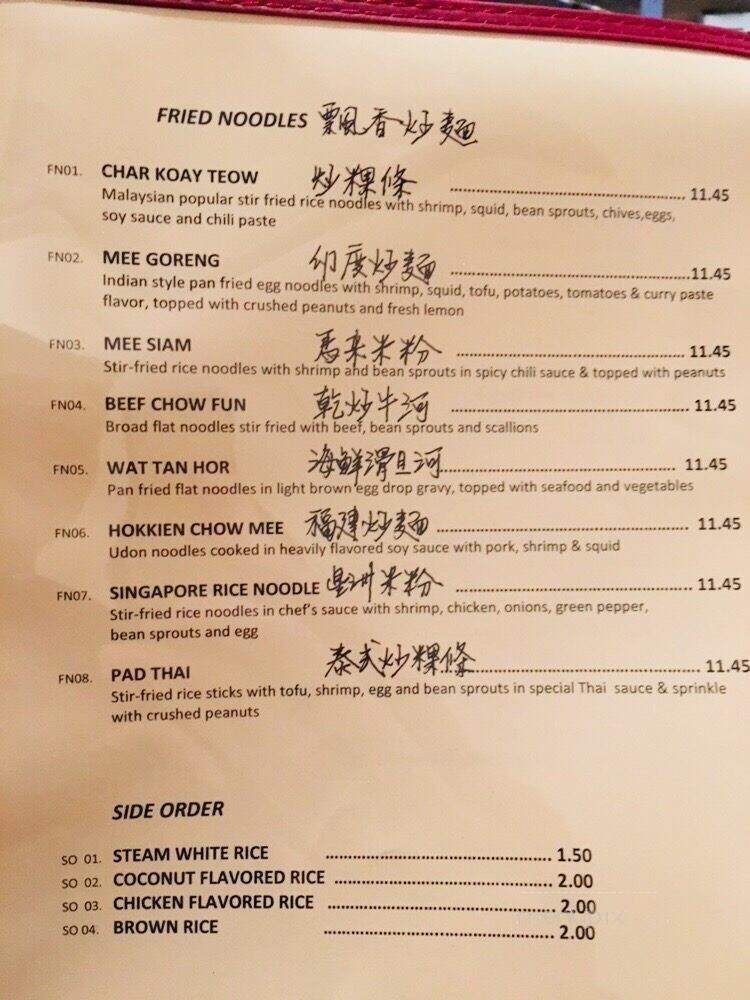 FRIED NOODLES 飄香炒麵
FN01. CHAR KOAY TEOW 炒粿條 ........ 11.45
Malaysian popular stir fried rice noodles with shrimp, squid, bean sprouts, chives,eggs,
soy sauce and chili paste
FN02. MEE GORENG 印度炒麵 ........ 11.45
Indian style pan fried egg noodles with shrimp, squid, tofu, potatoes, tomatoes & curry paste
flavor, topped with crushed peanuts and fresh lemon
FN03. MEE SIAM 馬来米粉 ........ 11.45
Stir-fried rice noodles with shrimp and bean sprouts in spicy chili sauce & topped with peanuts
FN04. BEEF CHOW FUN 乾炒牛河 ........ 11.45
Broad flat noodles stir fried with beef, bean sprouts and scallions
FN05. WAT TAN HOR 海鮮滑旦河 ........ 11.45
Pan fried flat noodles in light brown egg drop gravy, topped with seafood and vegetables
FN06. HOKKIEN CHOW MEE 福建炒麵 ........ 11.45
Udon noodles cooked in heavily flavored soy sauce with pork, shrimp & squid
FN07. SINGAPORE RICE NOODLE 星洲米粉 ........ 11.45
Stir-fried rice noodles in chef's sauce with shrimp, chicken, onions, green pepper,
bean sprouts and egg
FN08. PAD THAI 泰式炒粿條 ........ 11.45
Stir-fried rice sticks with tofu, shrimp, egg and bean sprouts in special Thai sauce & sprinkle
with crushed peanuts
SIDE ORDER
SO 01. STEAM WHITE RICE ........ 1.50
SO 02. COCONUT FLAVORED RICE ........ 2.00
SO 03. CHICKEN FLAVORED RICE ........ 2.00
SO 04. BROWN RICE ........ 2.00